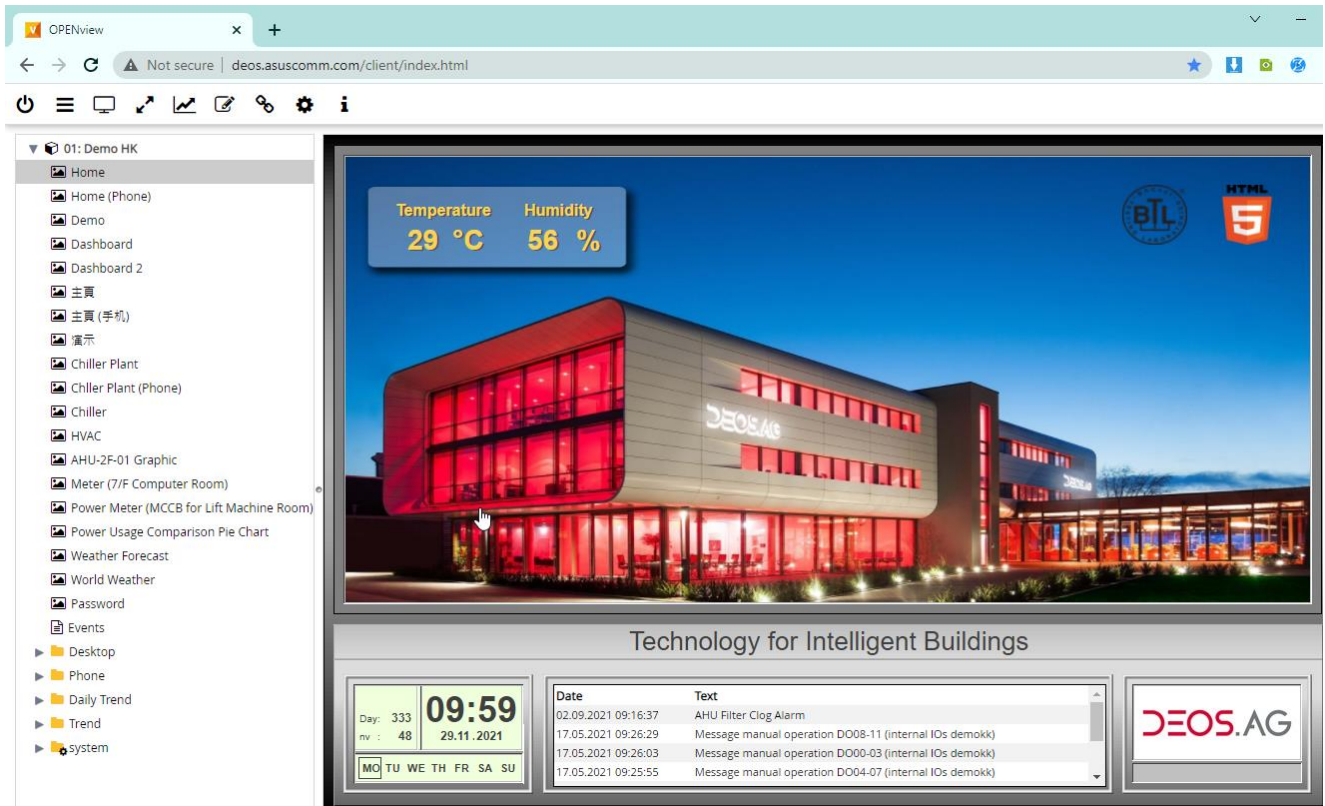 OPENview
Not secure | deos.asuscomm.com/client/index.html
01: Demo HK
Home
Home (Phone)
Demo
Dashboard
Dashboard 2
主頁
主頁 (手机)
演示
Chiller Plant
Chller Plant (Phone)
Chiller
HVAC
AHU-2F-01 Graphic
Meter (7/F Computer Room)
Power Meter (MCCB for Lift Machine Room)
Power Usage Comparison Pie Chart
Weather Forecast
World Weather
Password
Events
Desktop
Phone
Daily Trend
Trend
system
Temperature Humidity
29 °C 56 %
BTL
HTML
5
DEOS.AG
DEOS.AG
Technology for Intelligent Buildings
Day: 333 09:59
nv : 48 29.11.2021
MO TU WE TH FR SA SU
Date Text
02.09.2021 09:16:37 AHU Filter Clog Alarm
17.05.2021 09:26:29 Message manual operation DO08-11 (internal IOs demokk)
17.05.2021 09:26:03 Message manual operation DO00-03 (internal IOs demokk)
17.05.2021 09:25:55 Message manual operation DO04-07 (internal IOs demokk)
DEOS.AG